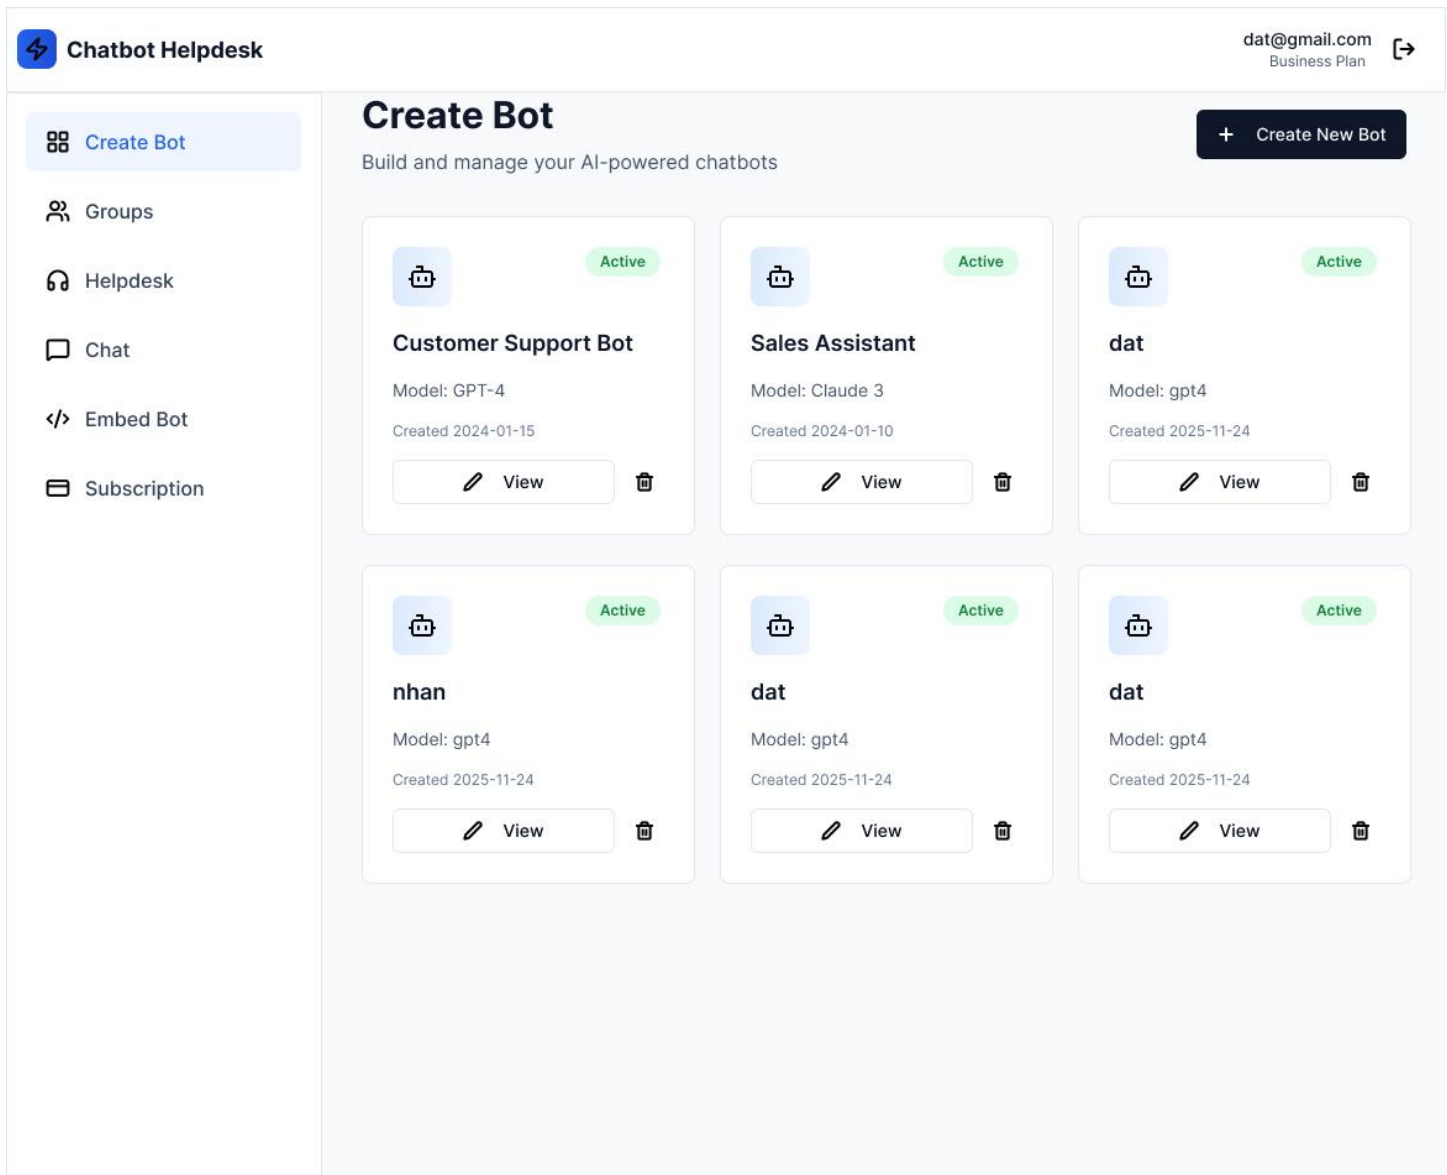 Chatbot Helpdesk
dat@gmail.com
Business Plan
Create Bot
Groups
Helpdesk
Chat
Embed Bot
Subscription
Create Bot
Build and manage your AI-powered chatbots
+ Create New Bot
Active
Customer Support Bot
Model: GPT-4
Created 2024-01-15
View
Active
Sales Assistant
Model: Claude 3
Created 2024-01-10
View
Active
dat
Model: gpt4
Created 2025-11-24
View
Active
nhan
Model: gpt4
Created 2025-11-24
View
Active
dat
Model: gpt4
Created 2025-11-24
View
Active
dat
Model: gpt4
Created 2025-11-24
View